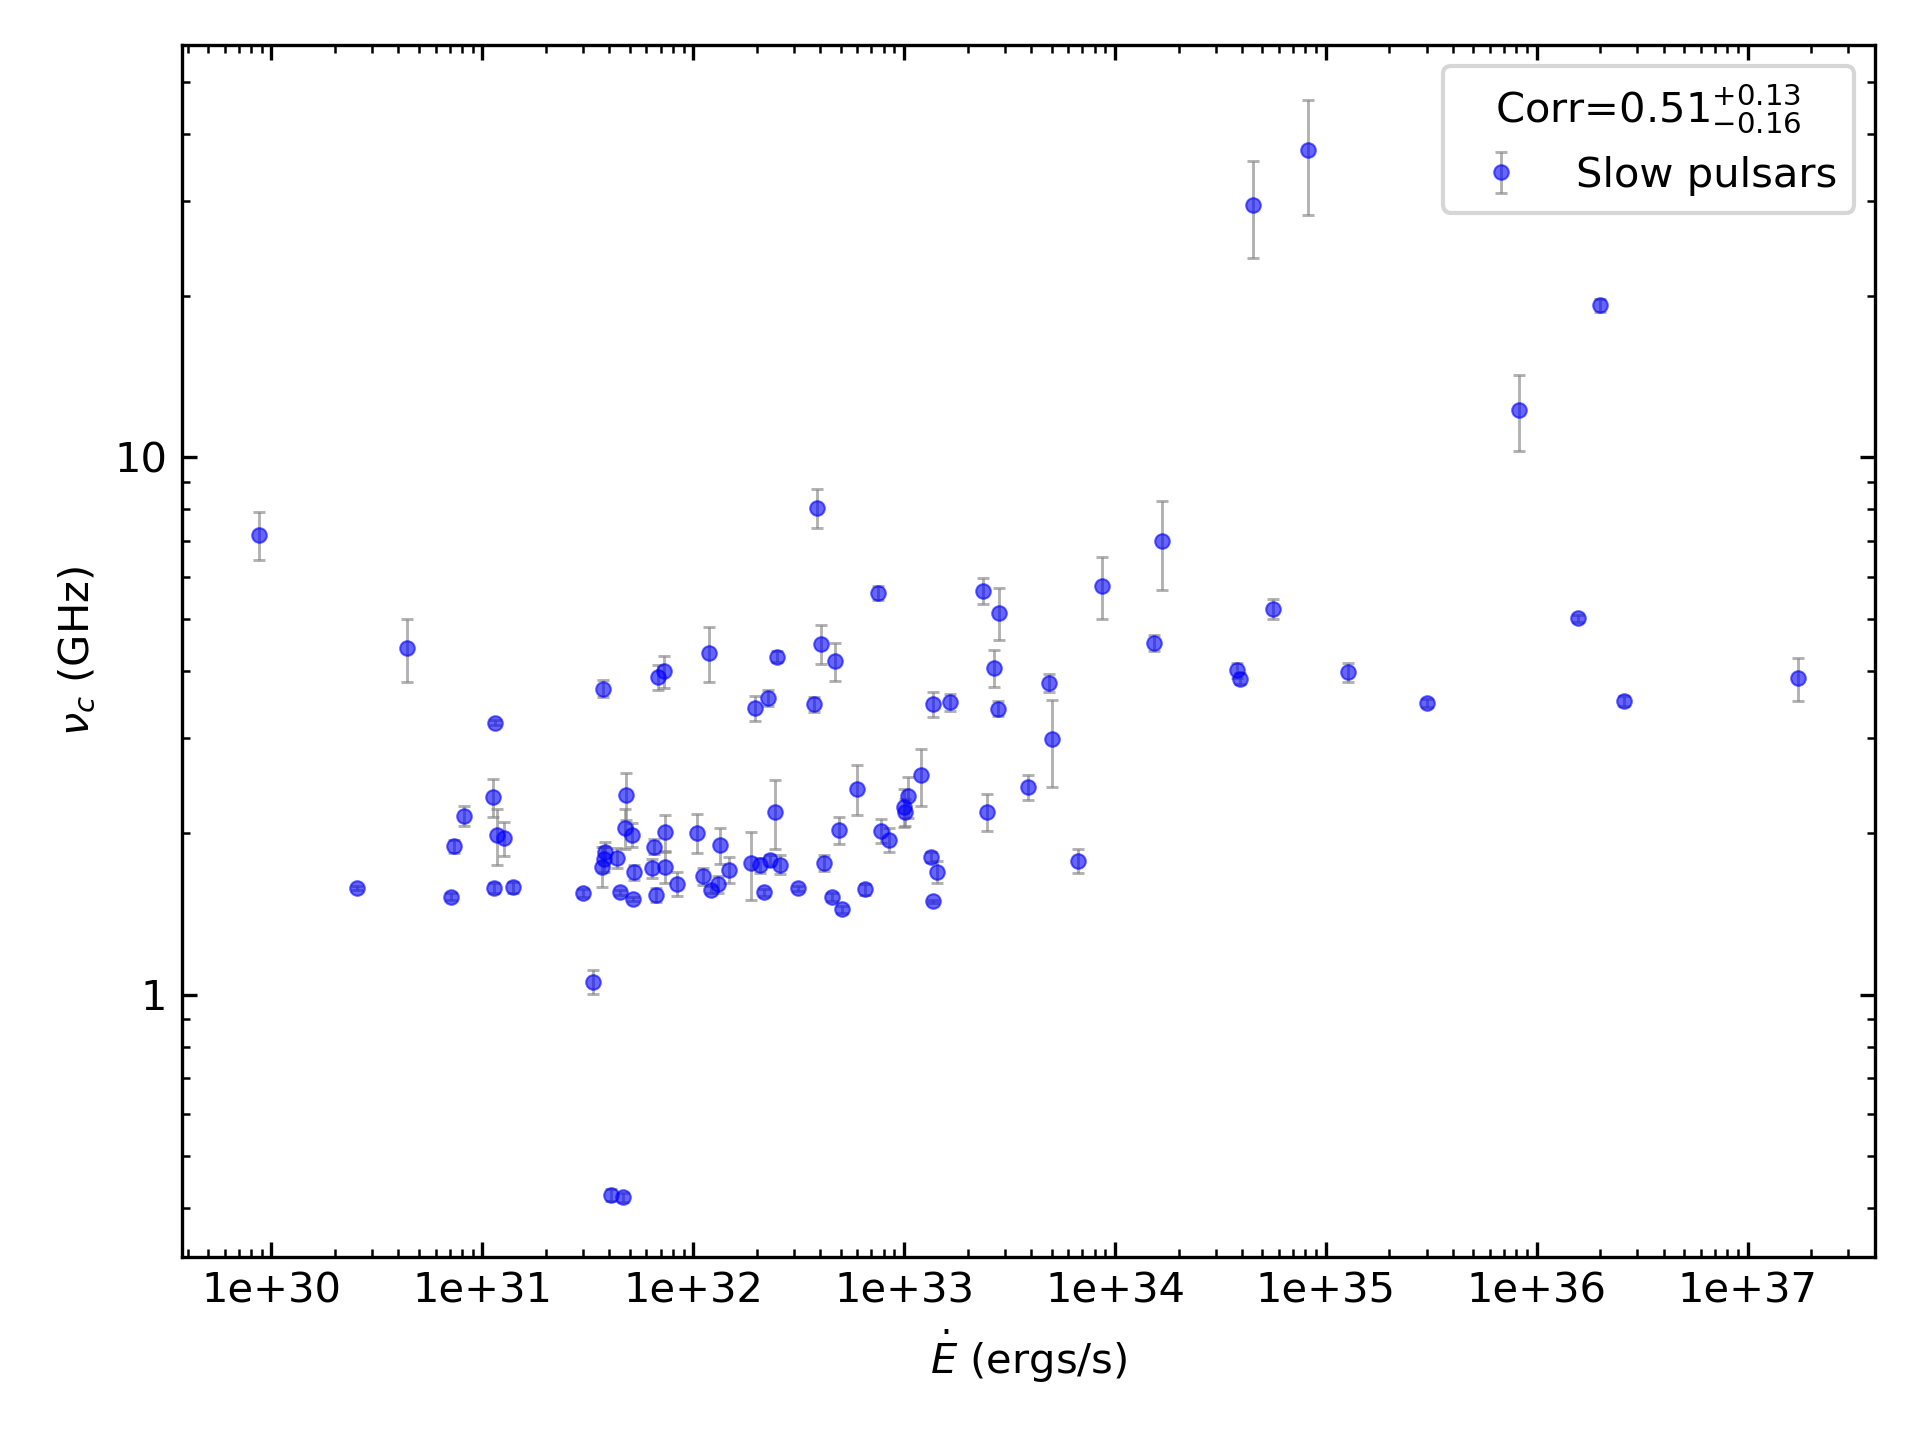 Corr=0.51+0.13−0.16
Slow pulsars
10
1
νc (GHz)
1e+30 1e+31 1e+32 1e+33 1e+34 1e+35 1e+36 1e+37
Ė (ergs/s)